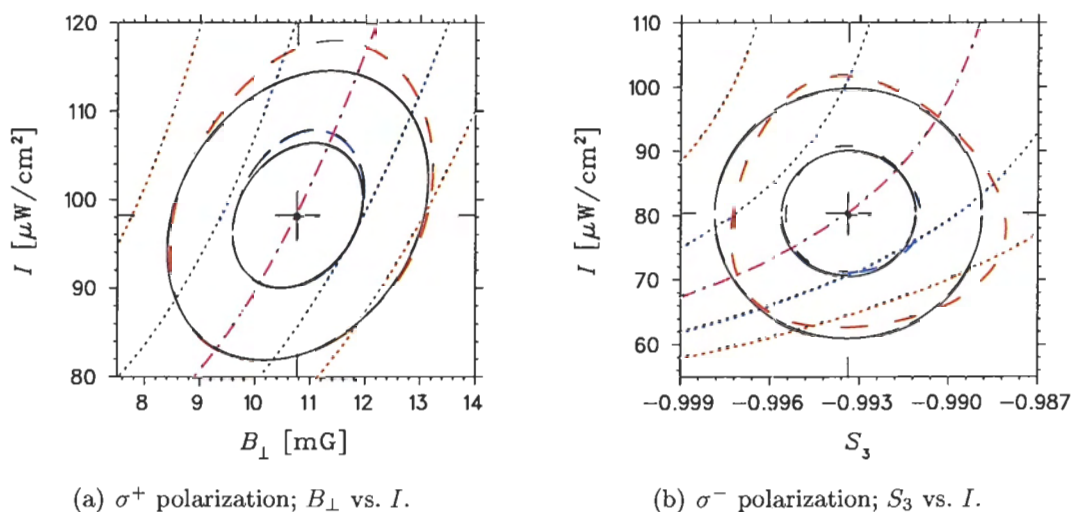 120
110
100
90
80
I [μW/cm²]
8 9 10 11 12 13 14
B⊥ [mG]
(a) σ⁺ polarization; B⊥ vs. I.
110
100
90
80
70
60
I [μW/cm²]
−0.999 −0.996 −0.993 −0.990 −0.987
S₃
(b) σ⁻ polarization; S₃ vs. I.